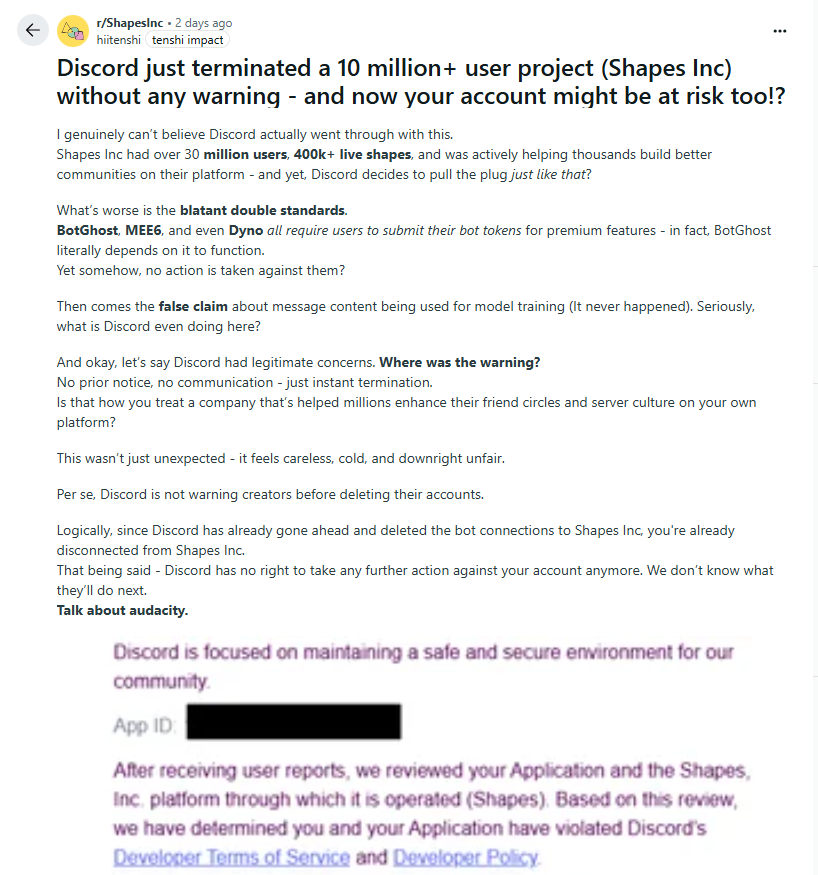 r/ShapesInc • 2 days ago
hiitenshi tenshi impact
Discord just terminated a 10 million+ user project (Shapes Inc)
without any warning - and now your account might be at risk too!?
I genuinely can't believe Discord actually went through with this.
Shapes Inc had over 30 million users, 400k+ live shapes, and was actively helping thousands build better
communities on their platform - and yet, Discord decides to pull the plug just like that?
What's worse is the blatant double standards.
BotGhost, MEE6, and even Dyno all require users to submit their bot tokens for premium features - in fact, BotGhost
literally depends on it to function.
Yet somehow, no action is taken against them?
Then comes the false claim about message content being used for model training (It never happened). Seriously,
what is Discord even doing here?
And okay, let's say Discord had legitimate concerns. Where was the warning?
No prior notice, no communication - just instant termination.
Is that how you treat a company that's helped millions enhance their friend circles and server culture on your own
platform?
This wasn't just unexpected - it feels careless, cold, and downright unfair.
Per se, Discord is not warning creators before deleting their accounts.
Logically, since Discord has already gone ahead and deleted the bot connections to Shapes Inc, you're already
disconnected from Shapes Inc.
That being said - Discord has no right to take any further action against your account anymore. We don't know what
they'll do next.
Talk about audacity.
Discord is focused on maintaining a safe and secure environment for our
community.
App ID:
After receiving user reports, we reviewed your Application and the Shapes,
Inc. platform through which it is operated (Shapes). Based on this review,
we have determined you and your Application have violated Discord's
Developer Terms of Service and Developer Policy.